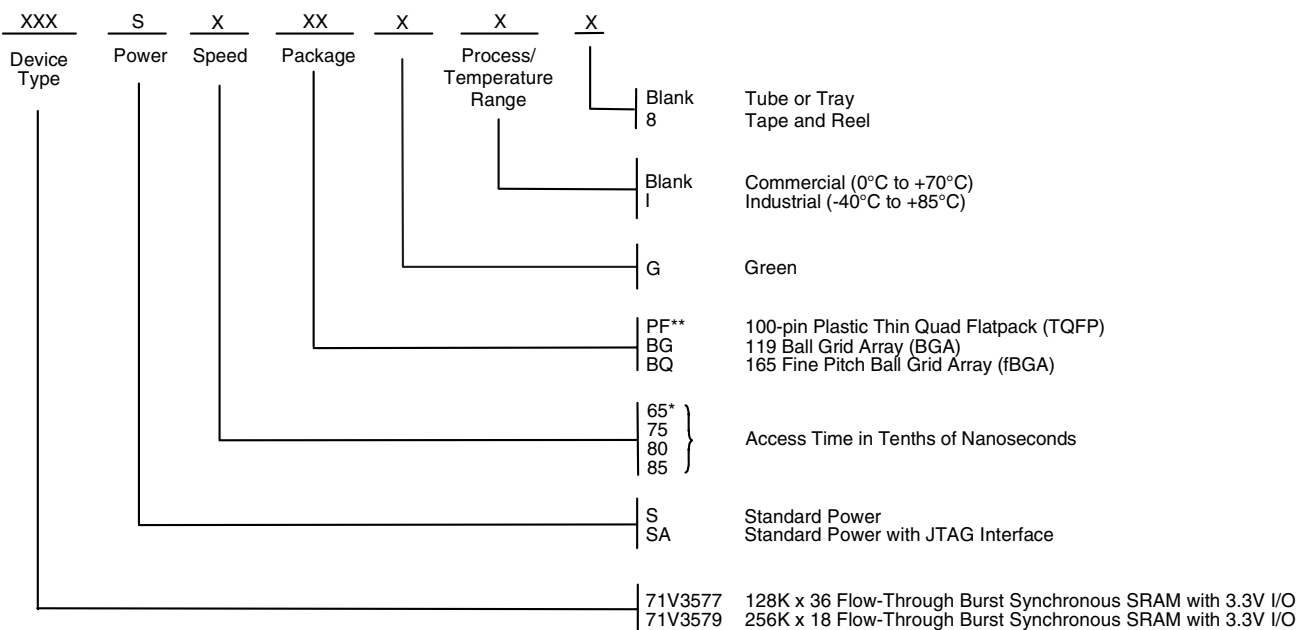 XXX S X XX X X X
Device Type Power Speed Package Process/ Temperature Range
Blank Tube or Tray
8 Tape and Reel
Blank Commercial (0°C to +70°C)
I Industrial (-40°C to +85°C)
G Green
PF** 100-pin Plastic Thin Quad Flatpack (TQFP)
BG 119 Ball Grid Array (BGA)
BQ 165 Fine Pitch Ball Grid Array (fBGA)
65*
75
80
85
Access Time in Tenths of Nanoseconds
S Standard Power
SA Standard Power with JTAG Interface
71V3577 128K x 36 Flow-Through Burst Synchronous SRAM with 3.3V I/O
71V3579 256K x 18 Flow-Through Burst Synchronous SRAM with 3.3V I/O